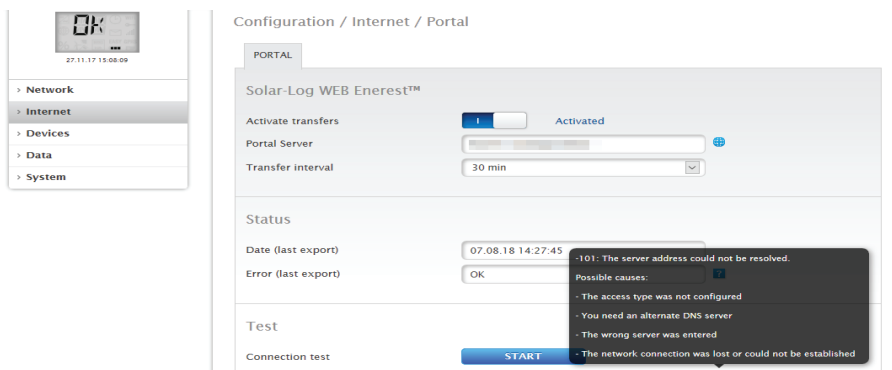 Configuration / Internet / Portal
OK
27.11.17 15:08:09
› Network
› Internet
› Devices
› Data
› System
PORTAL
Solar-Log WEB Enerest™
Activate transfers I Activated
Portal Server
Transfer interval 30 min
Status
Date (last export) 07.08.18 14:27:45
Error (last export) OK ?
-101: The server address could not be resolved.
Possible causes:
- The access type was not configured
- You need an alternate DNS server
- The wrong server was entered
- The network connection was lost or could not be established
Test
Connection test START